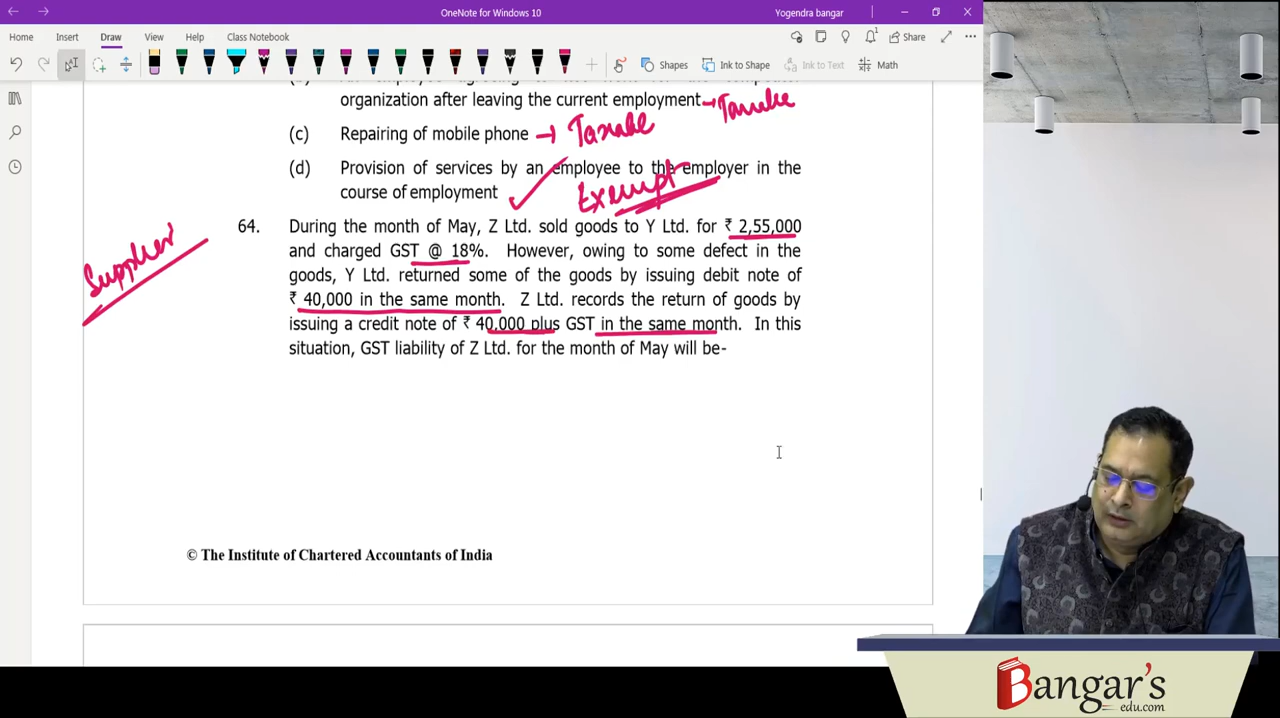 OneNote for Windows 10
Yogendra bangar
Home Insert Draw View Help Class Notebook
Share
Shapes Ink to Shape Ink to Text Math
organization after leaving the current employment → Taxable
(c) Repairing of mobile phone → Taxable
(d) Provision of services by an employee to the employer in the
course of employment Exempt
Supplier
64. During the month of May, Z Ltd. sold goods to Y Ltd. for ₹ 2,55,000
and charged GST @ 18%. However, owing to some defect in the
goods, Y Ltd. returned some of the goods by issuing debit note of
₹ 40,000 in the same month. Z Ltd. records the return of goods by
issuing a credit note of ₹ 40,000 plus GST in the same month. In this
situation, GST liability of Z Ltd. for the month of May will be-
© The Institute of Chartered Accountants of India
Bangar's
edu.com